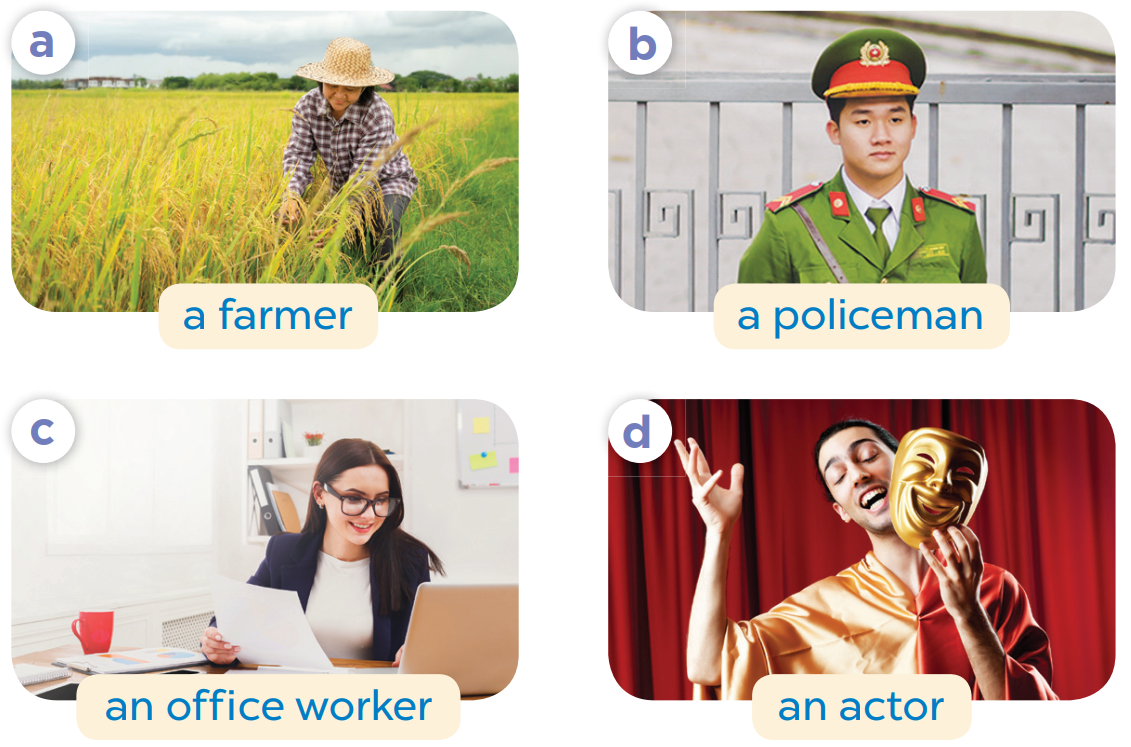 a
a farmer
b
a policeman
c
an office worker
d
an actor